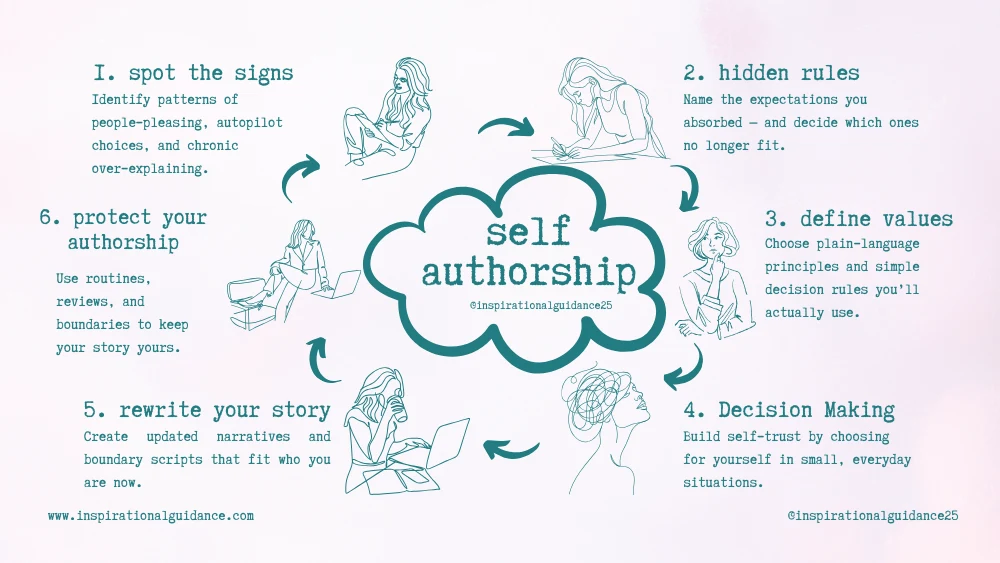 1. spot the signs
Identify patterns of
people-pleasing, autopilot
choices, and chronic
over-explaining.
2. hidden rules
Name the expectations you
absorbed — and decide which ones
no longer fit.
3. define values
Choose plain-language
principles and simple
decision rules you'll
actually use.
4. Decision Making
Build self-trust by choosing
for yourself in small, everyday
situations.
5. rewrite your story
Create updated narratives and
boundary scripts that fit who you
are now.
6. protect your
authorship
Use routines,
reviews, and
boundaries to keep
your story yours.
self
authorship
@inspirationalguidance25
www.inspirationalguidance.com
@inspirationalguidance25